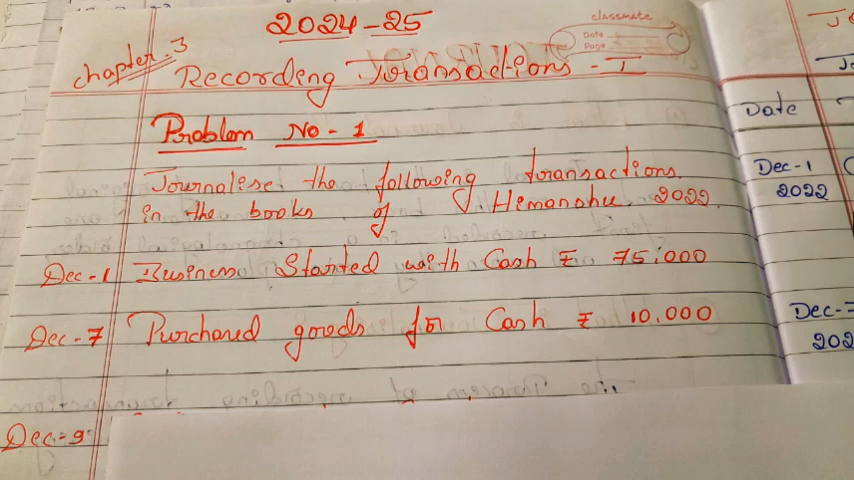 2024-25
classmate
Date
Page
chapter.3
Recording Transactions - I
Problem No - 1
Journalise the following transactions
in the books of Hemanshu. 2022.
Dec-1 Business Started with Cash ₹ 75,000
Dec-7 Purchased goods for Cash ₹ 10,000
Dec-9
Date
Dec-1
2022
Dec-7
202